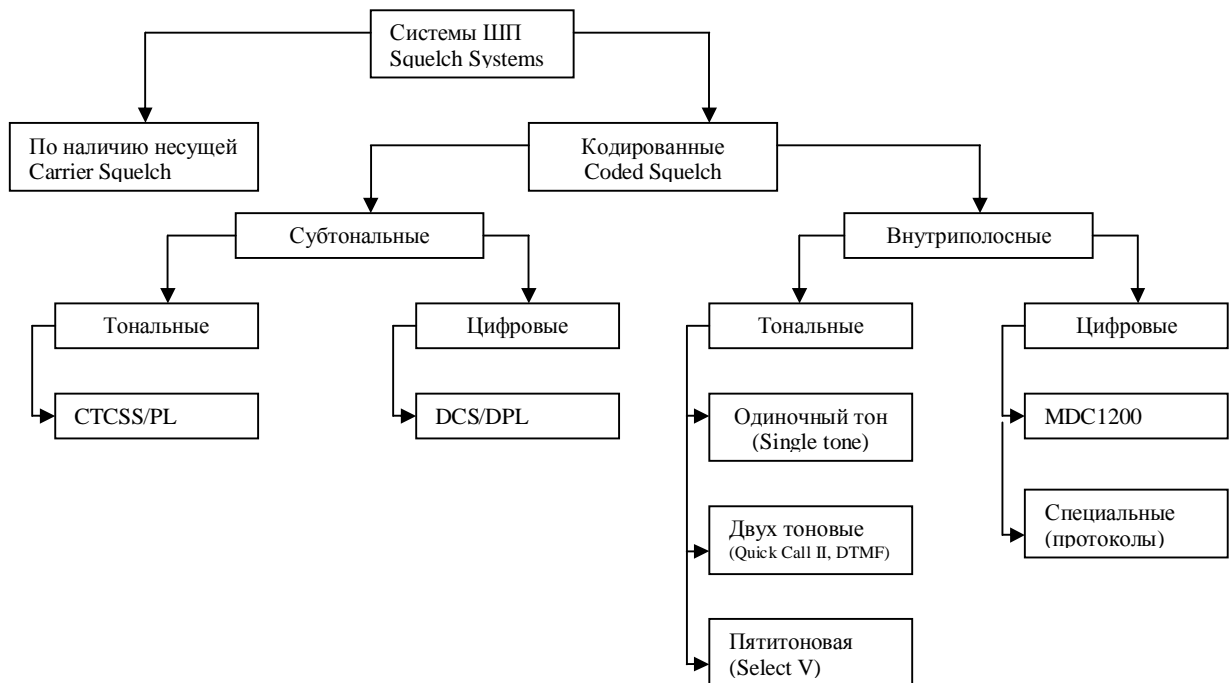 Системы ШП
Squelch Systems
По наличию несущей
Carrier Squelch
Кодированные
Coded Squelch
Субтональные
Внутриполосные
Тональные
Цифровые
Тональные
Цифровые
CTCSS/PL
DCS/DPL
Одиночный тон
(Single tone)
MDC1200
Двух тоновые
(Quick Call II, DTMF)
Специальные
(протоколы)
Пятитоновая
(Select V)